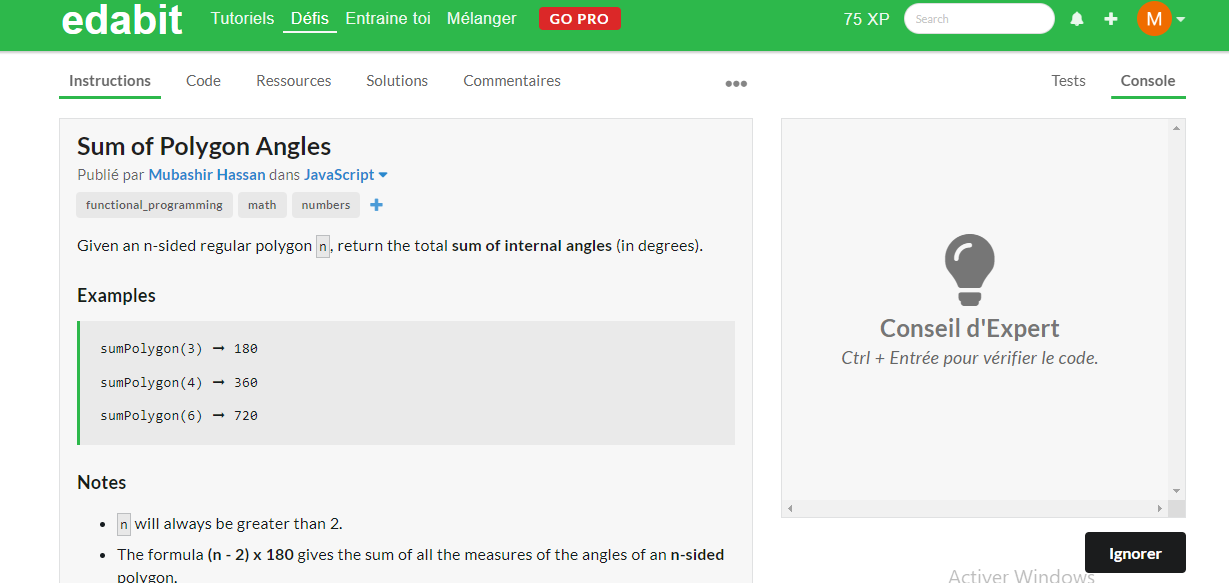 edabit Tutoriels Défis Entraine toi Mélanger GO PRO 75 XP Search M
Instructions Code Ressources Solutions Commentaires ••• Tests Console
Sum of Polygon Angles
Publié par Mubashir Hassan dans JavaScript
functional_programming math numbers +
Given an n-sided regular polygon n, return the total sum of internal angles (in degrees).
Examples
sumPolygon(3) ➞ 180
sumPolygon(4) ➞ 360
sumPolygon(6) ➞ 720
Notes
• n will always be greater than 2.
• The formula (n - 2) x 180 gives the sum of all the measures of the angles of an n-sided
polygon.
Conseil d'Expert
Ctrl + Entrée pour vérifier le code.
Ignorer
Activer Windows